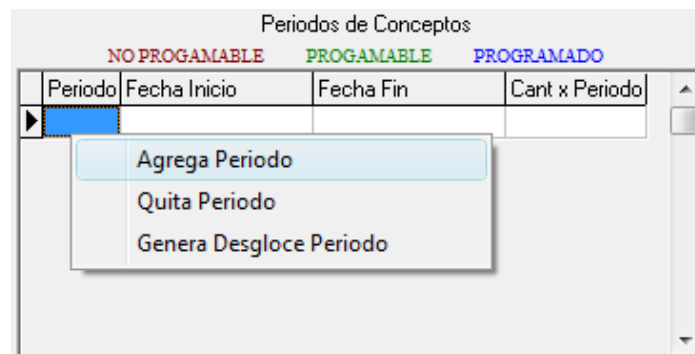 Periodos de Conceptos
NO PROGAMABLE PROGAMABLE PROGRAMADO
Periodo Fecha Inicio Fecha Fin Cant x Periodo
Agrega Periodo
Quita Periodo
Genera Desgloce Periodo